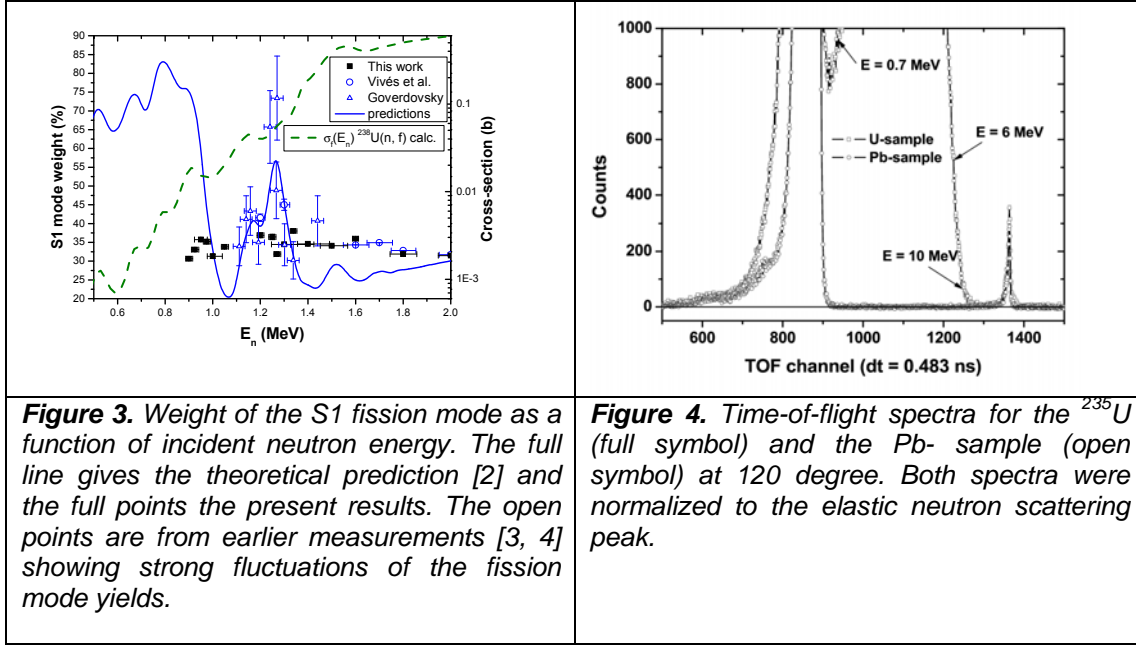 90
85
80
75
70
65
60
55
50
45
40
35
30
25
20
S1 mode weight (%)
0.6 0.8 1.0 1.2 1.4 1.6 1.8 2.0
E_n (MeV)
This work
Vivés et al.
Goverdovsky
predictions
σ_f(E_n) ²³⁸U(n, f) calc.
0.1
0.01
1E-3
Cross-section (b)
1000
800
600
400
200
0
Counts
E = 0.7 MeV
U-sample
Pb-sample
E = 6 MeV
E = 10 MeV
600 800 1000 1200 1400
TOF channel (dt = 0.483 ns)
Figure 3. Weight of the S1 fission mode as a
function of incident neutron energy. The full
line gives the theoretical prediction [2] and
the full points the present results. The open
points are from earlier measurements [3, 4]
showing strong fluctuations of the fission
mode yields.
Figure 4. Time-of-flight spectra for the ²³⁵U
(full symbol) and the Pb- sample (open
symbol) at 120 degree. Both spectra were
normalized to the elastic neutron scattering
peak.